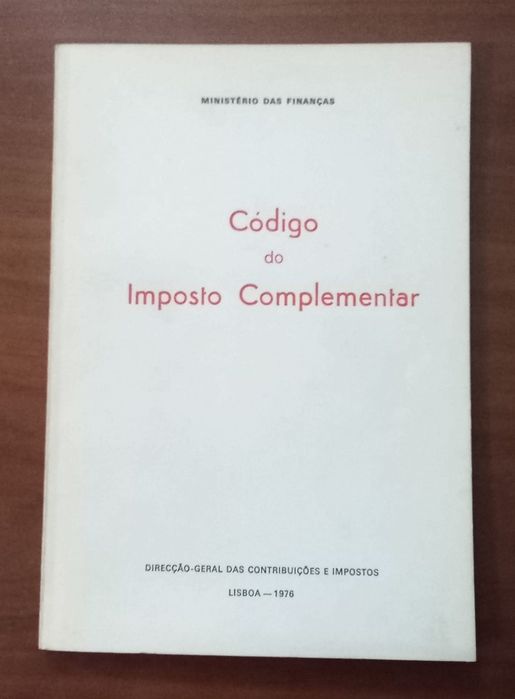 MINISTÉRIO DAS FINANÇAS
Código
do
Imposto Complementar
DIRECÇÃO-GERAL DAS CONTRIBUIÇÕES E IMPOSTOS
LISBOA — 1976